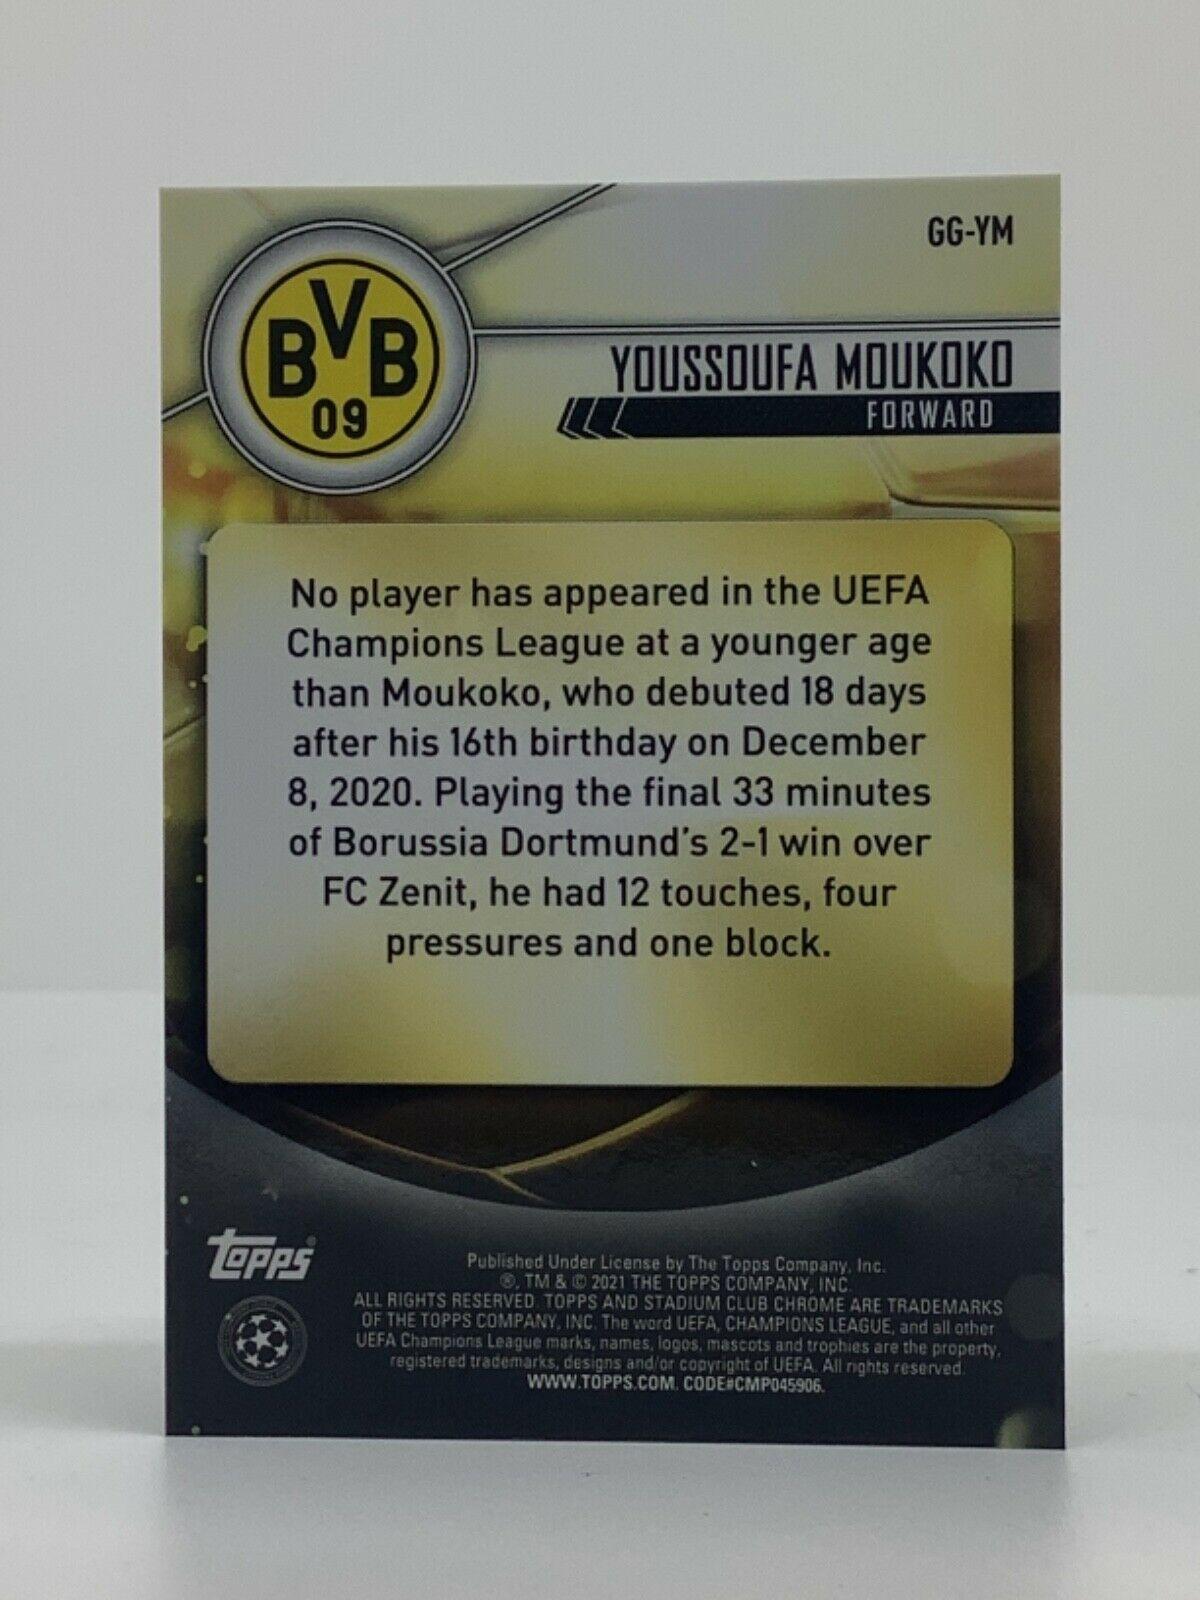 GG-YM
BVB
09
YOUSSOUFA MOUKOKO
FORWARD
No player has appeared in the UEFA
Champions League at a younger age
than Moukoko, who debuted 18 days
after his 16th birthday on December
8, 2020. Playing the final 33 minutes
of Borussia Dortmund's 2-1 win over
FC Zenit, he had 12 touches, four
pressures and one block.
topps®
Published Under License by The Topps Company, Inc.
®, TM & © 2021 THE TOPPS COMPANY, INC.
ALL RIGHTS RESERVED. TOPPS AND STADIUM CLUB CHROME ARE TRADEMARKS
OF THE TOPPS COMPANY, INC. The word UEFA, CHAMPIONS LEAGUE, and all other
UEFA Champions League marks, names, logos, mascots and trophies are the property,
registered trademarks, designs and/or copyright of UEFA. All rights reserved.
WWW.TOPPS.COM. CODE#CMP045906.